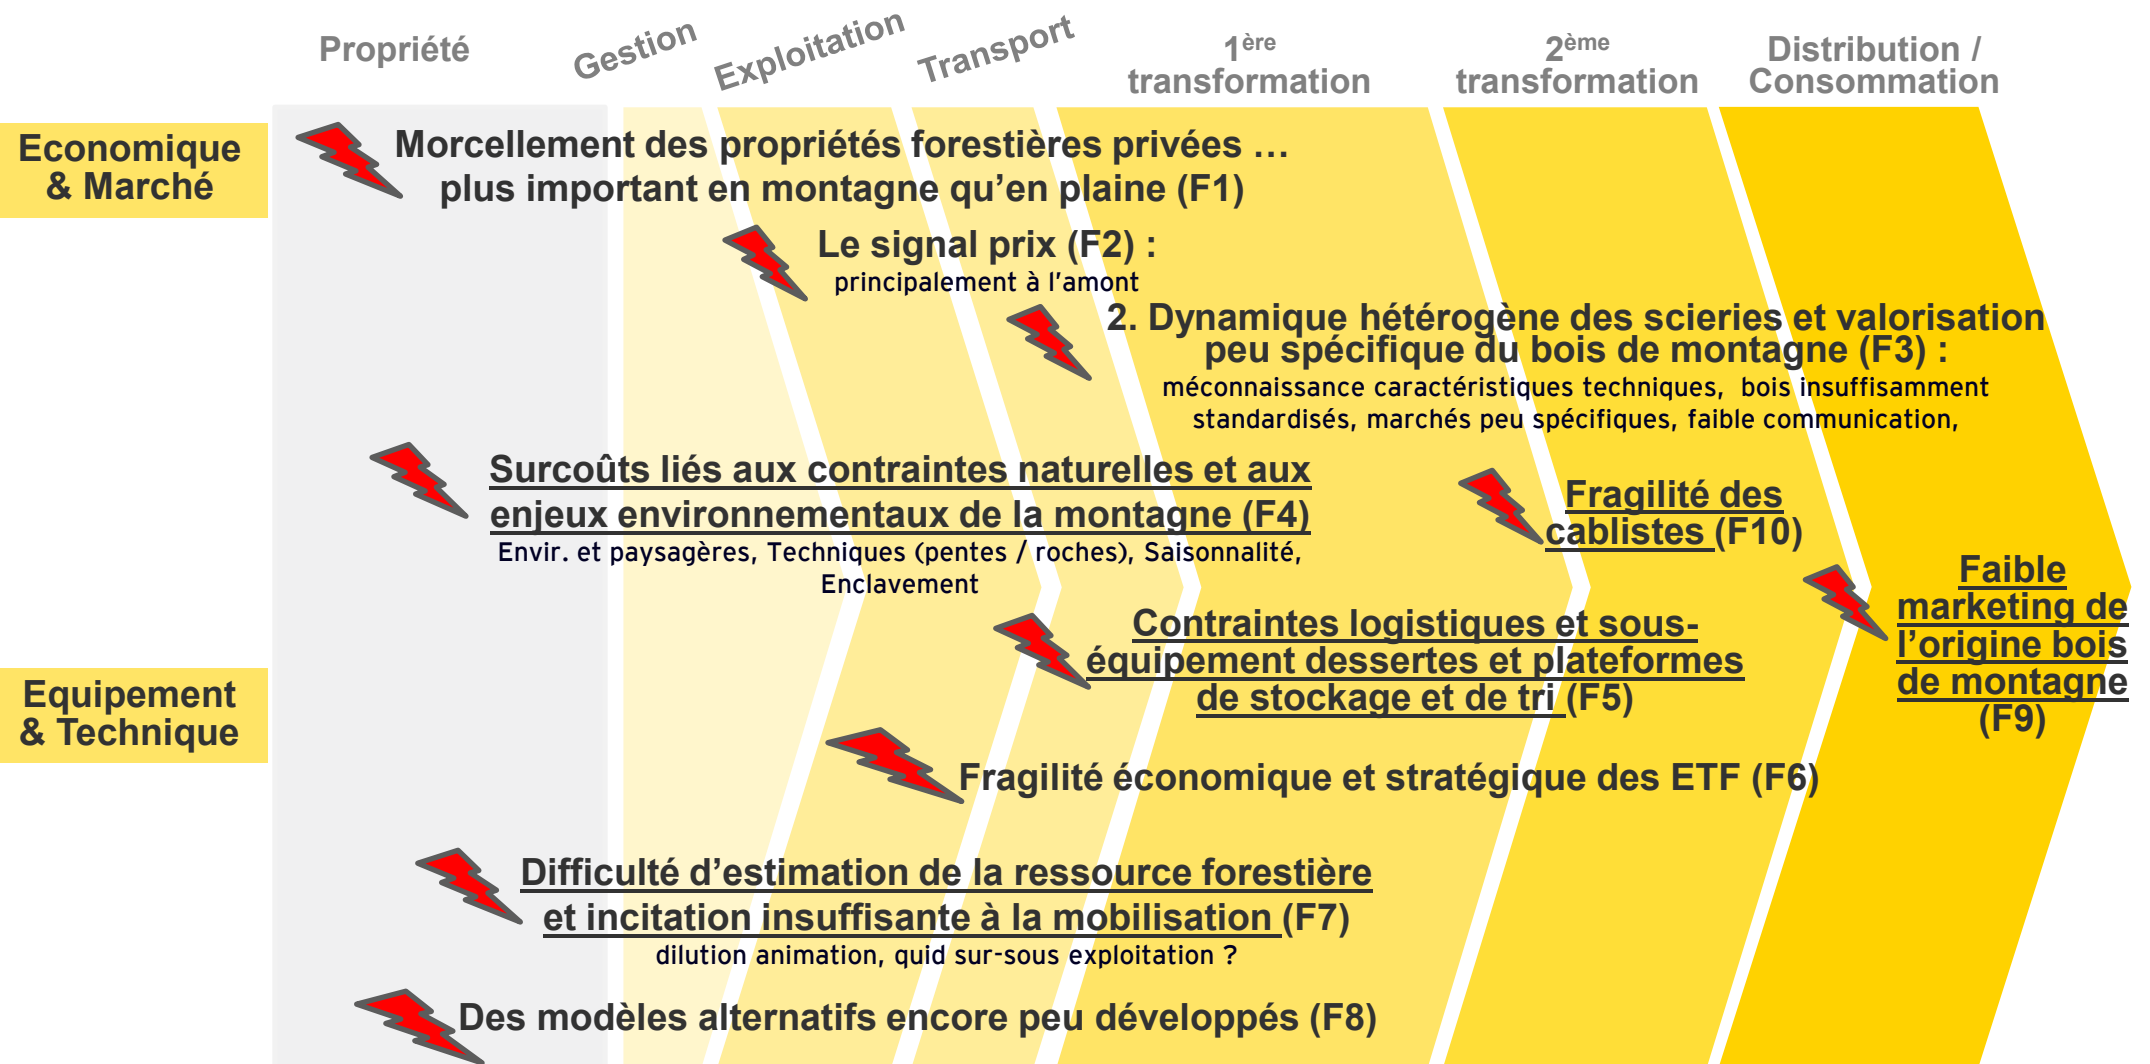 Propriété
Gestion
Exploitation
Transport
1ère
transformation
2ème
transformation
Distribution /
Consommation
Economique
& Marché
Morcellement des propriétés forestières privées …
plus important en montagne qu’en plaine (F1)
Le signal prix (F2) :
principalement à l’amont
2. Dynamique hétérogène des scieries et valorisation
peu spécifique du bois de montagne (F3) :
méconnaissance caractéristiques techniques, bois insuffisamment
standardisés, marchés peu spécifiques, faible communication,
Surcoûts liés aux contraintes naturelles et aux
enjeux environnementaux de la montagne (F4)
Envir. et paysagères, Techniques (pentes / roches), Saisonnalité,
Enclavement
Fragilité des
cablistes (F10)
Faible
marketing de
l’origine bois
de montagne
(F9)
Contraintes logistiques et sous-
équipement dessertes et plateformes
de stockage et de tri (F5)
Equipement
& Technique
Fragilité économique et stratégique des ETF (F6)
Difficulté d’estimation de la ressource forestière
et incitation insuffisante à la mobilisation (F7)
dilution animation, quid sur-sous exploitation ?
Des modèles alternatifs encore peu développés (F8)